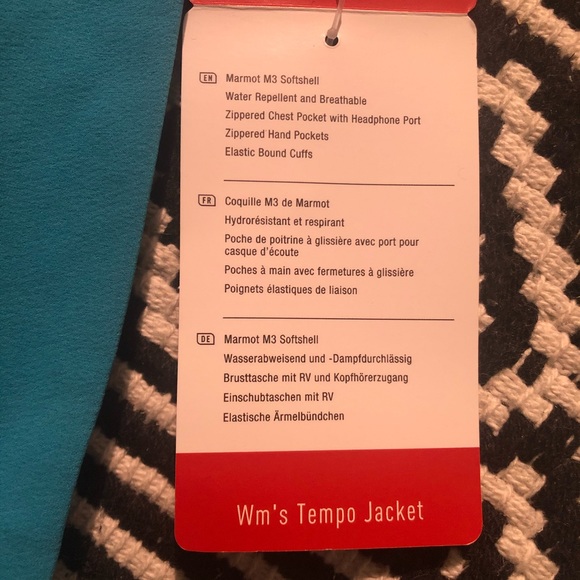 EN Marmot M3 Softshell
Water Repellent and Breathable
Zippered Chest Pocket with Headphone Port
Zippered Hand Pockets
Elastic Bound Cuffs
FR Coquille M3 de Marmot
Hydrorésistant et respirant
Poche de poitrine à glissière avec port pour
casque d'écoute
Poches à main avec fermetures à glissière
Poignets élastiques de liaison
DE Marmot M3 Softshell
Wasserabweisend und -Dampfdurchlässig
Brusttasche mit RV und Kopfhörerzugang
Einschubtaschen mit RV
Elastische Ärmelbündchen
Wm's Tempo Jacket